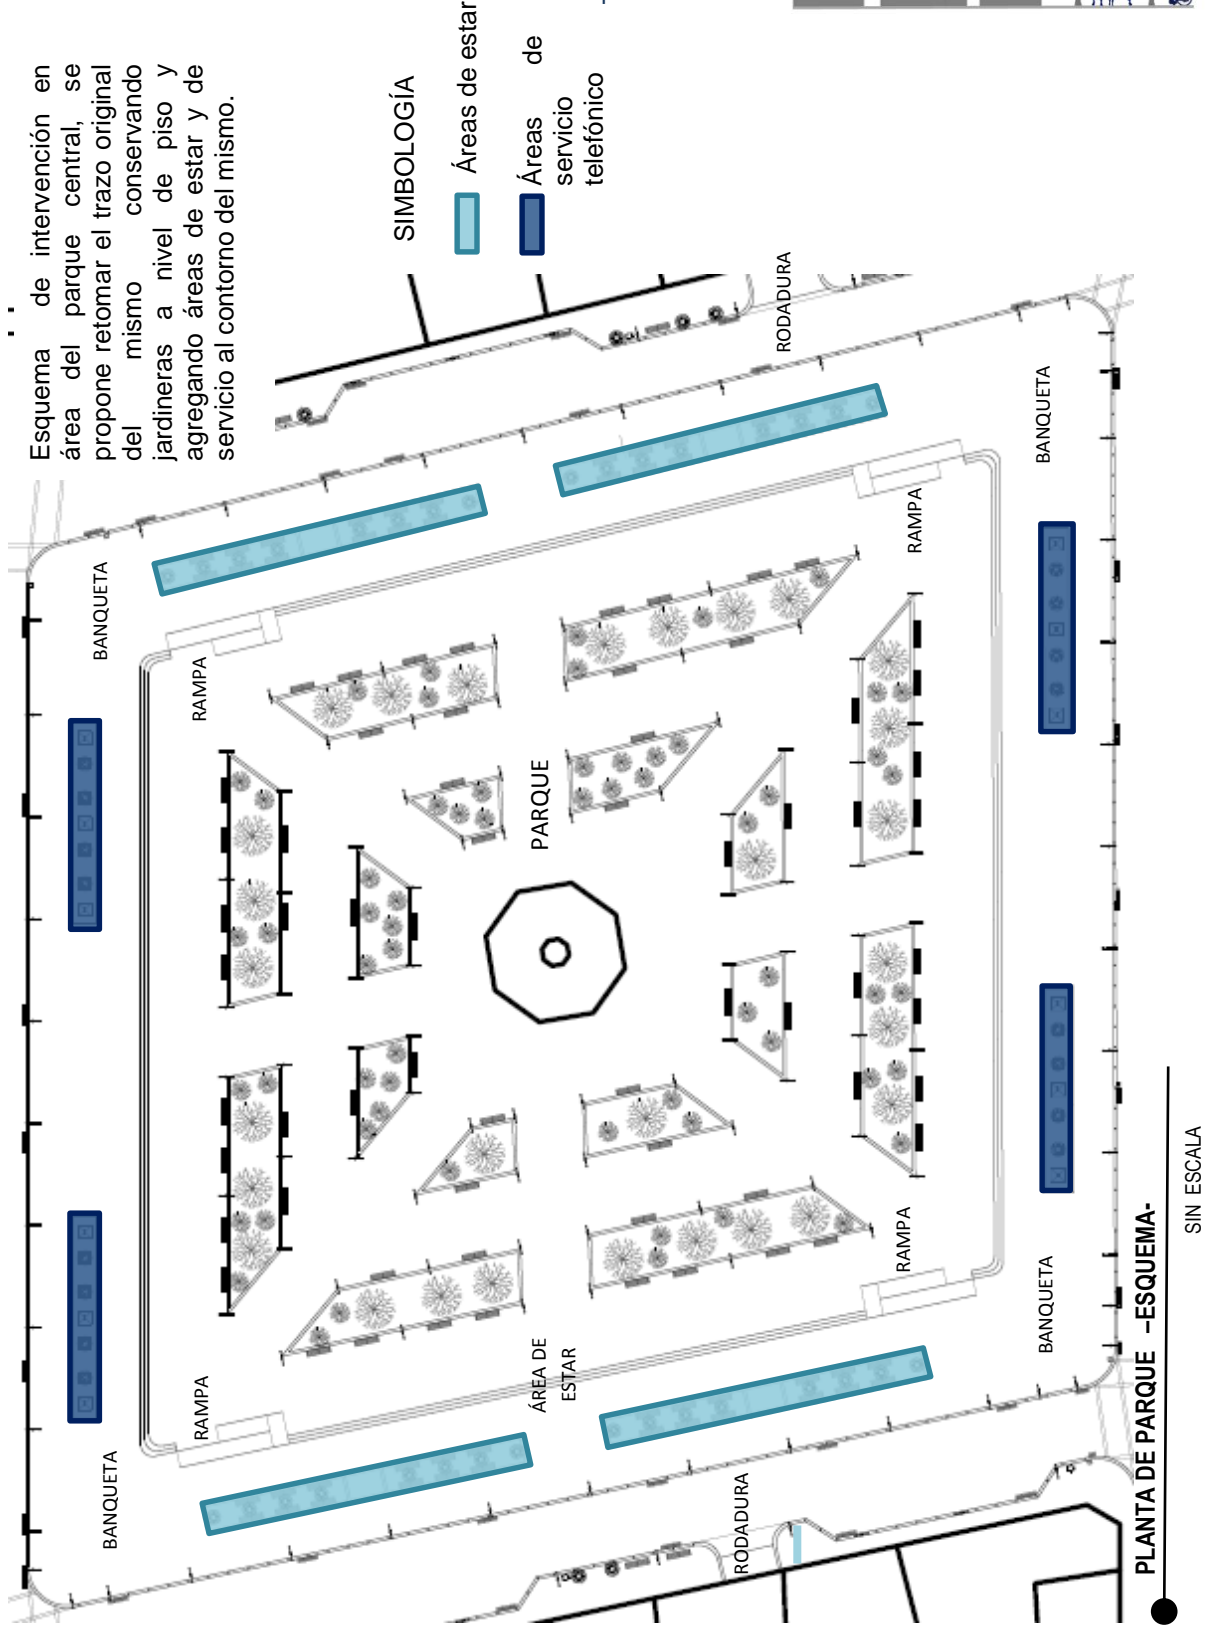 Esquema de intervención en
área del parque central, se
propone retomar el trazo original
del mismo conservando
jardineras a nivel de piso y
agregando áreas de estar y de
servicio al contorno del mismo.
SIMBOLOGÍA
Áreas de estar
Áreas de
servicio
telefónico
RODADURA
BANQUETA
BANQUETA
RAMPA
RAMPA
PARQUE
RAMPA
RAMPA
ÁREA DE
ESTAR
BANQUETA
BANQUETA
RODADURA
PLANTA DE PARQUE –ESQUEMA-
SIN ESCALA